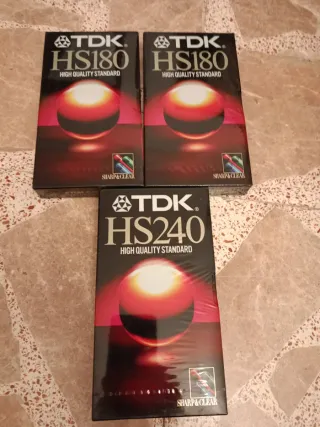 TDK
HS180
HIGH QUALITY STANDARD
SHARP&CLEAR
TDK
HS180
HIGH QUALITY STANDARD
SHARP&CLEAR
TDK
HS240
HIGH QUALITY STANDARD
SHARP&CLEAR